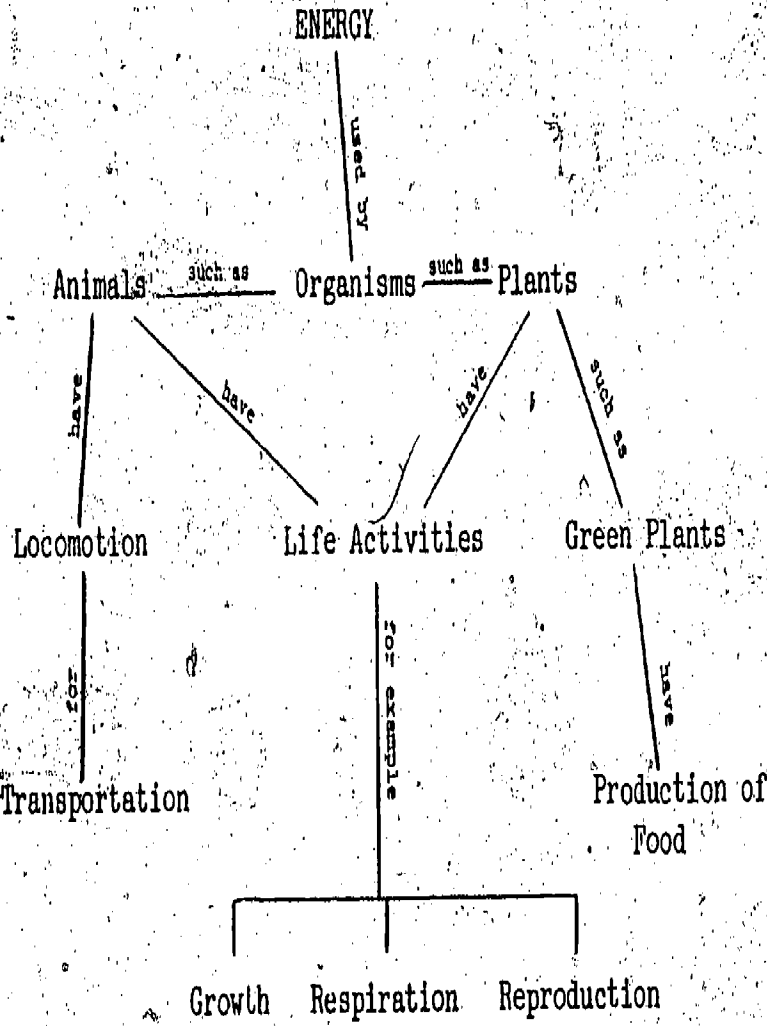 ENERGY
used by
Animals such as Organisms such as Plants
have
have
have
such as
Locomotion Life Activities Green Plants
for
for example
have
Transportation
Production of
Food
Growth Respiration Reproduction